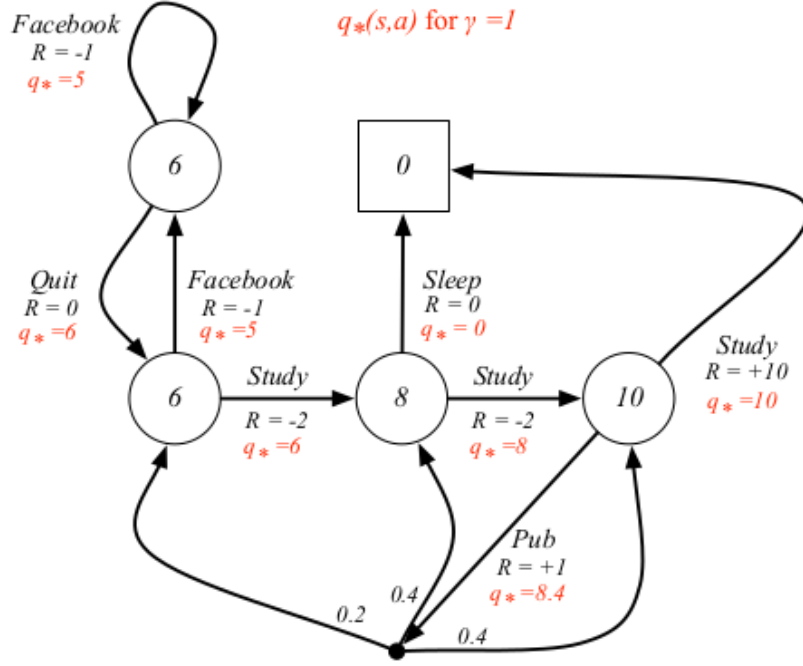 Facebook
R = -1
q* =5
q*(s,a) for γ =1
6
0
Quit
R = 0
q* =6
Facebook
R = -1
q* =5
Sleep
R = 0
q* = 0
Study
R = +10
q* =10
6
Study
R = -2
q* =6
8
Study
R = -2
q* =8
10
Pub
R = +1
q* =8.4
0.2
0.4
0.4